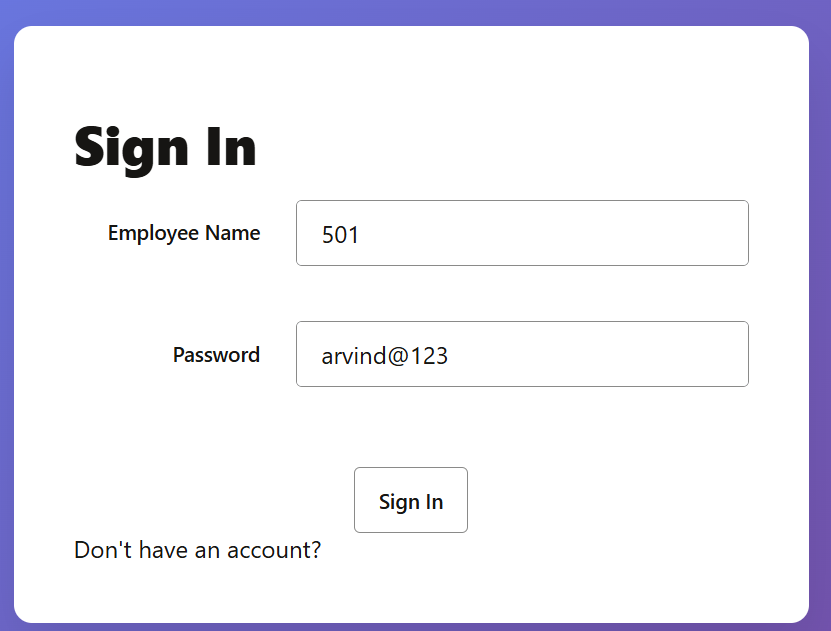 Sign In
Employee Name 501
Password arvind@123
Sign In
Don't have an account?